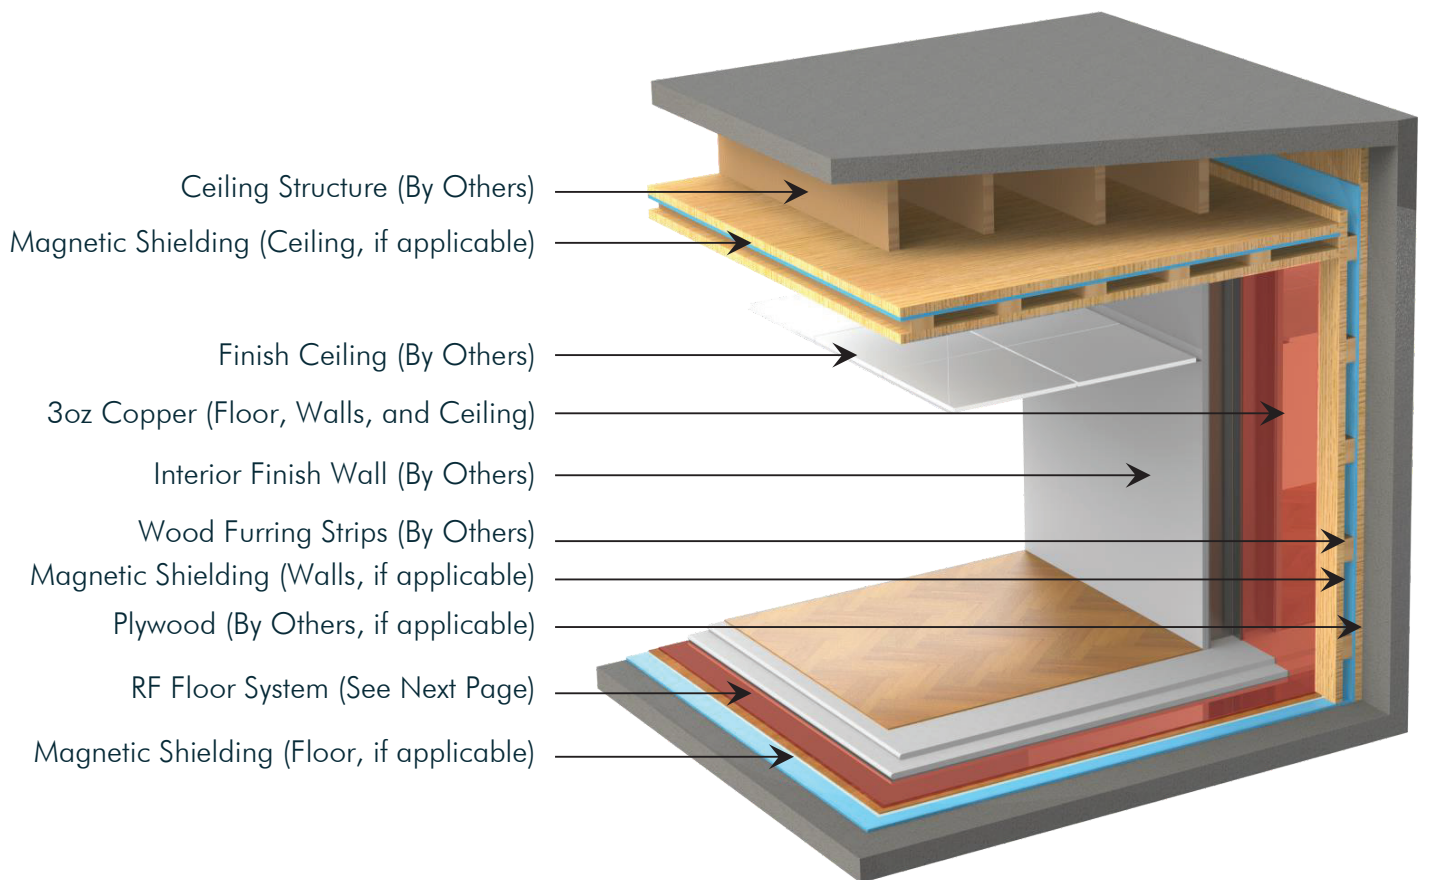 Ceiling Structure (By Others)
Magnetic Shielding (Ceiling, if applicable)
Finish Ceiling (By Others)
3oz Copper (Floor, Walls, and Ceiling)
Interior Finish Wall (By Others)
Wood Furring Strips (By Others)
Magnetic Shielding (Walls, if applicable)
Plywood (By Others, if applicable)
RF Floor System (See Next Page)
Magnetic Shielding (Floor, if applicable)